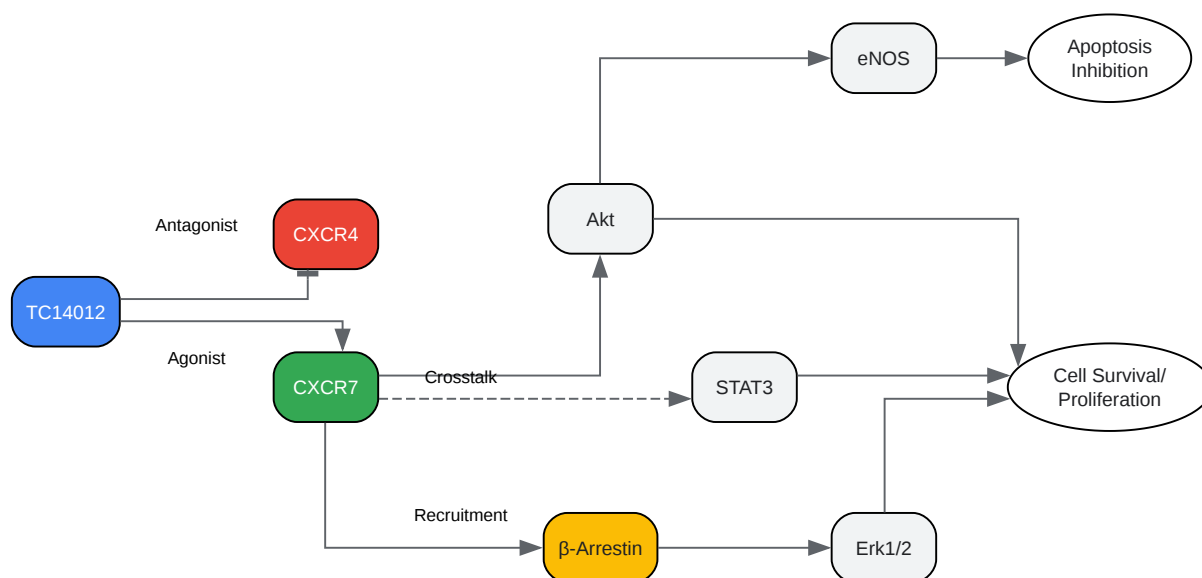 eNOS
Apoptosis
Inhibition
Akt
Antagonist
CXCR4
TC14012
Agonist
CXCR7
Crosstalk
STAT3
Cell Survival/
Proliferation
Recruitment
β-Arrestin
Erk1/2